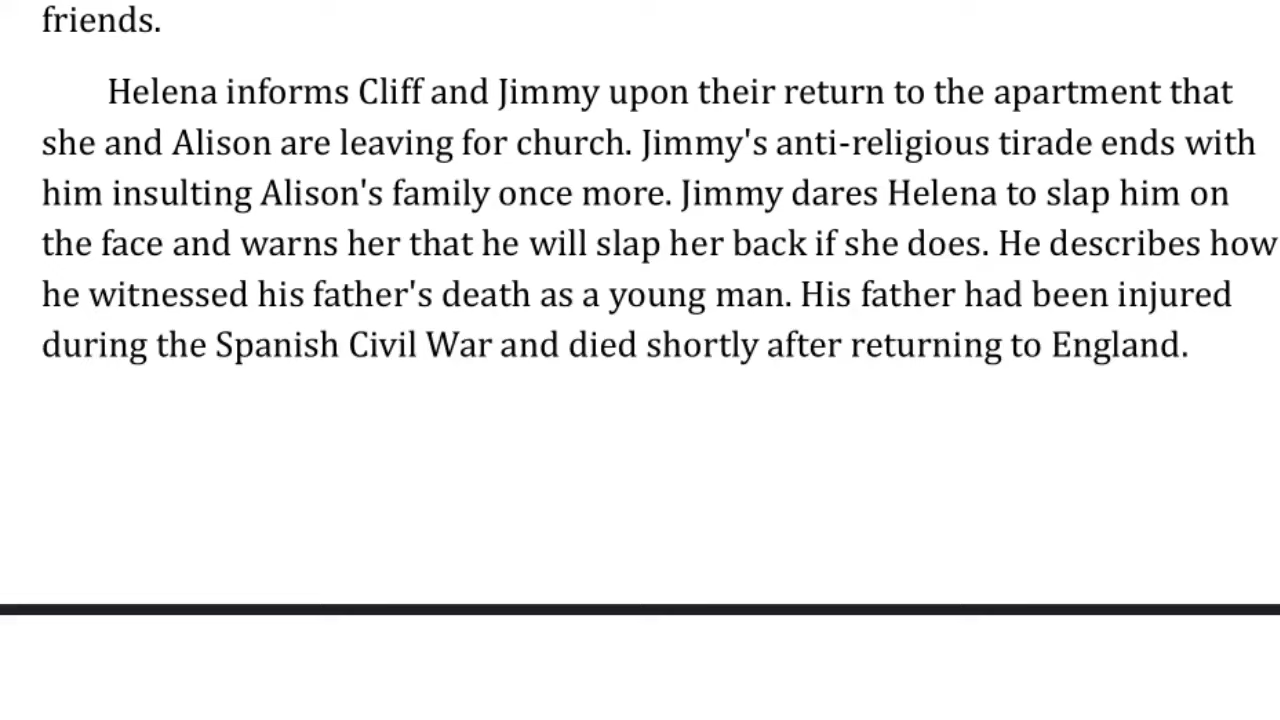 friends.
Helena informs Cliff and Jimmy upon their return to the apartment that
she and Alison are leaving for church. Jimmy's anti-religious tirade ends with
him insulting Alison's family once more. Jimmy dares Helena to slap him on
the face and warns her that he will slap her back if she does. He describes how
he witnessed his father's death as a young man. His father had been injured
during the Spanish Civil War and died shortly after returning to England.